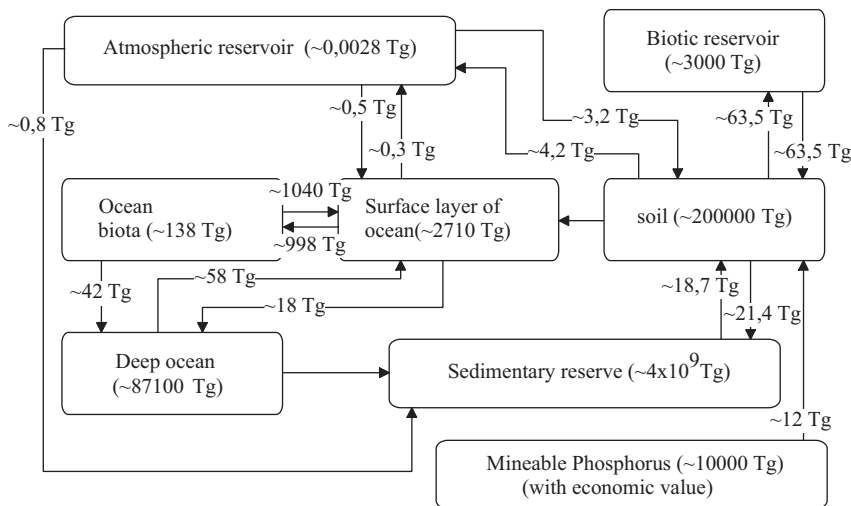 Atmospheric reservoir (~0,0028 Tg)
Biotic reservoir
(~3000 Tg)
~0,8 Tg
~0,5 Tg
~0,3 Tg
~3,2 Tg
~4,2 Tg
~63,5 Tg
~63,5 Tg
Ocean
biota (~138 Tg)
~1040 Tg
~998 Tg
Surface layer of
ocean(~2710 Tg)
soil (~200000 Tg)
~42 Tg
~58 Tg
~18 Tg
~18,7 Tg
~21,4 Tg
Deep ocean
(~87100 Tg)
Sedimentary reserve (~4x10⁹Tg)
~12 Tg
Mineable Phosphorus (~10000 Tg)
(with economic value)